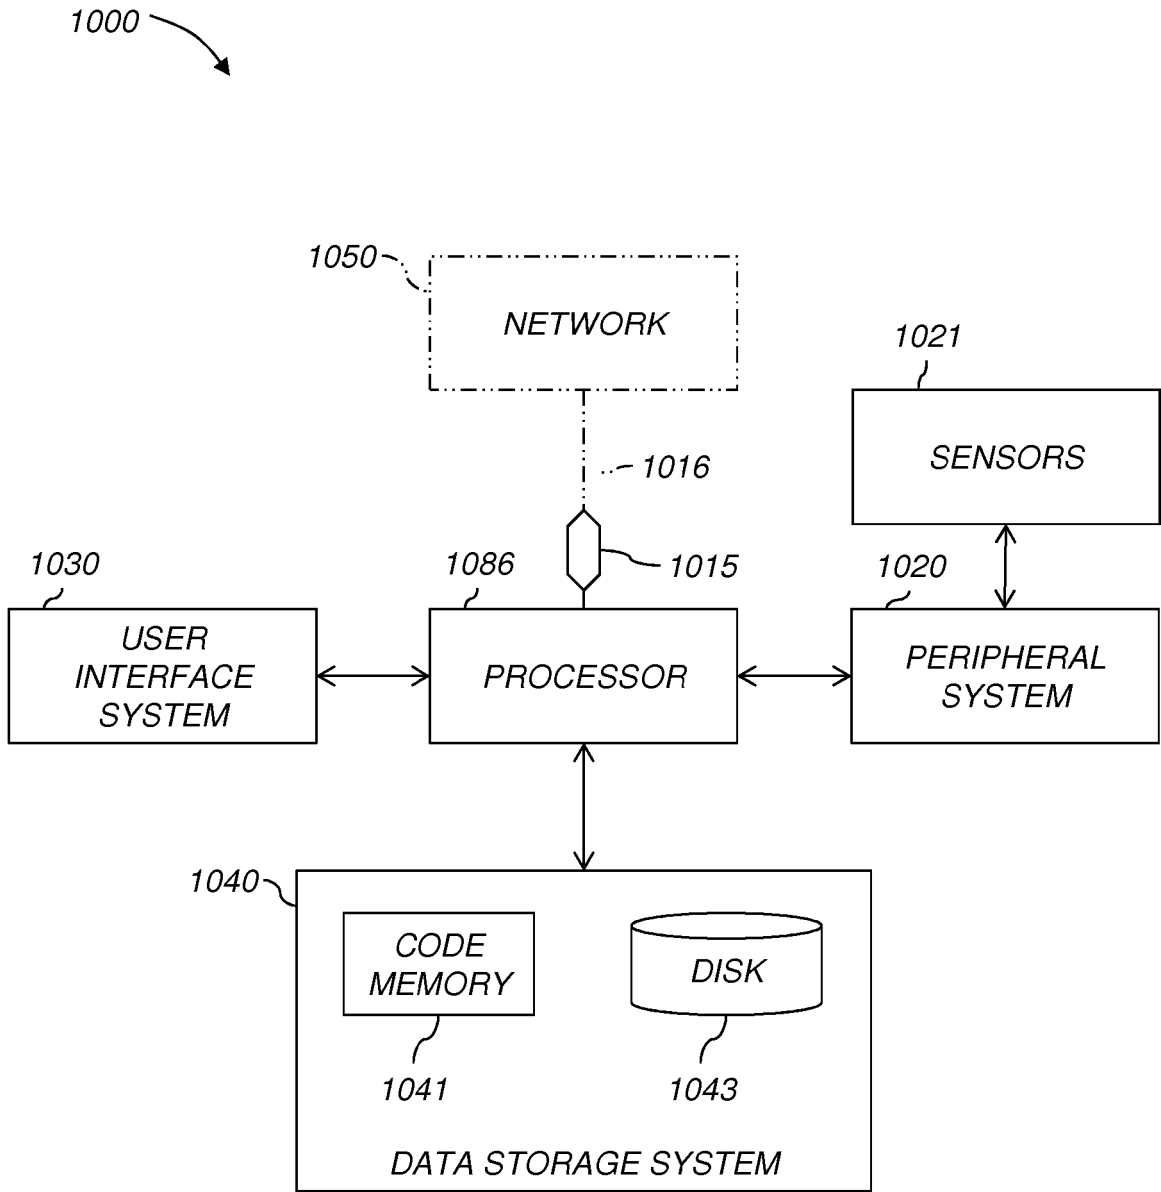 1000
1050
NETWORK
1021
SENSORS
1016
1015
1030
1086
1020
USER
INTERFACE
SYSTEM
PROCESSOR
PERIPHERAL
SYSTEM
1040
CODE
MEMORY
DISK
1041
1043
DATA STORAGE SYSTEM